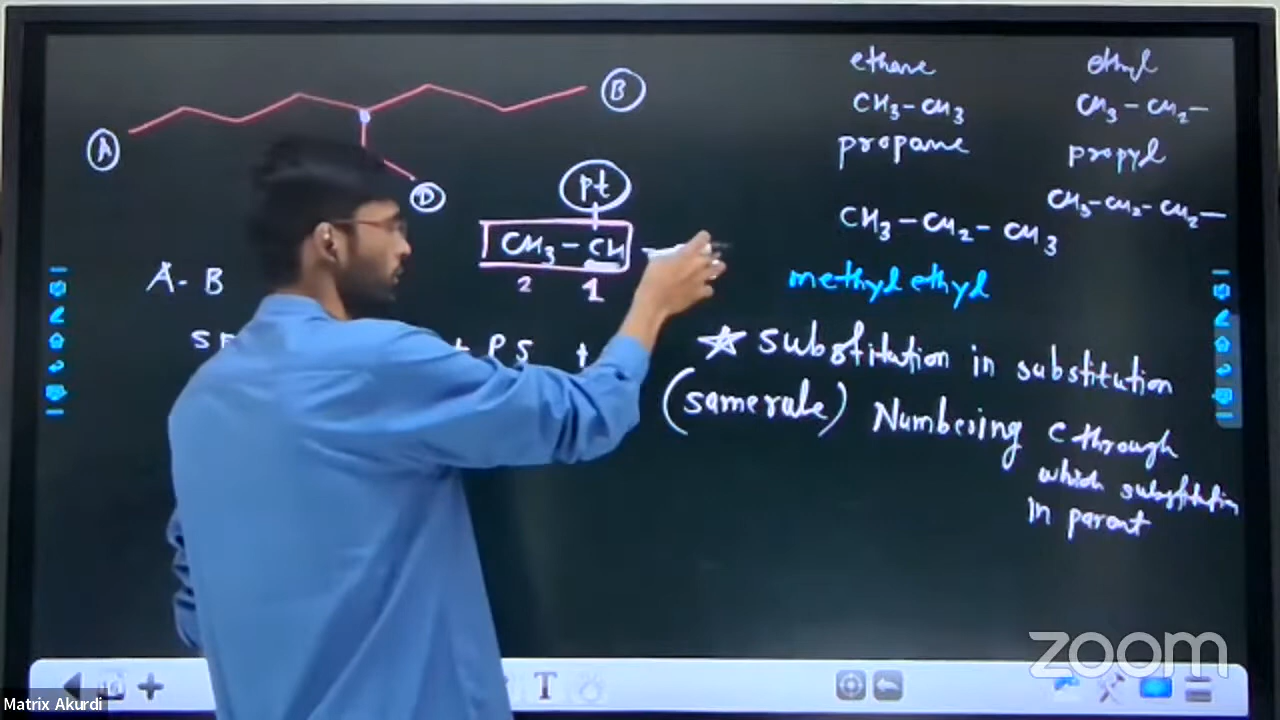 ethane ethyl
B
CH3-CH3 CH3-CH2-
A
propane propyl
pt
D
CH3-CH2-CH2-
CH3-CH2-CH3
CH3-CH
A-B
methyl ethyl
2 1
+ PS +
☆ Substitution in substitution
(same rule) Numbering C through
which substitution
in parent
zoom
T
Matrix Akurdi